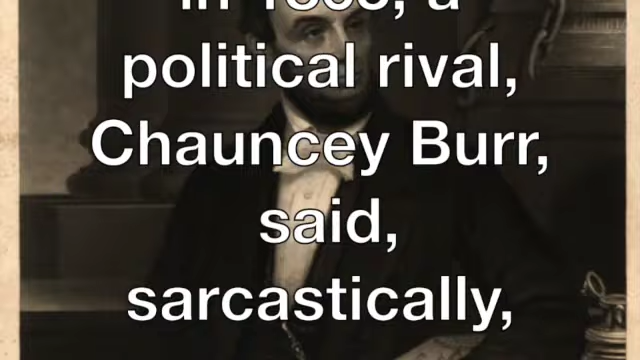 a
political rival,
Chauncey Burr,
said,
sarcastically,